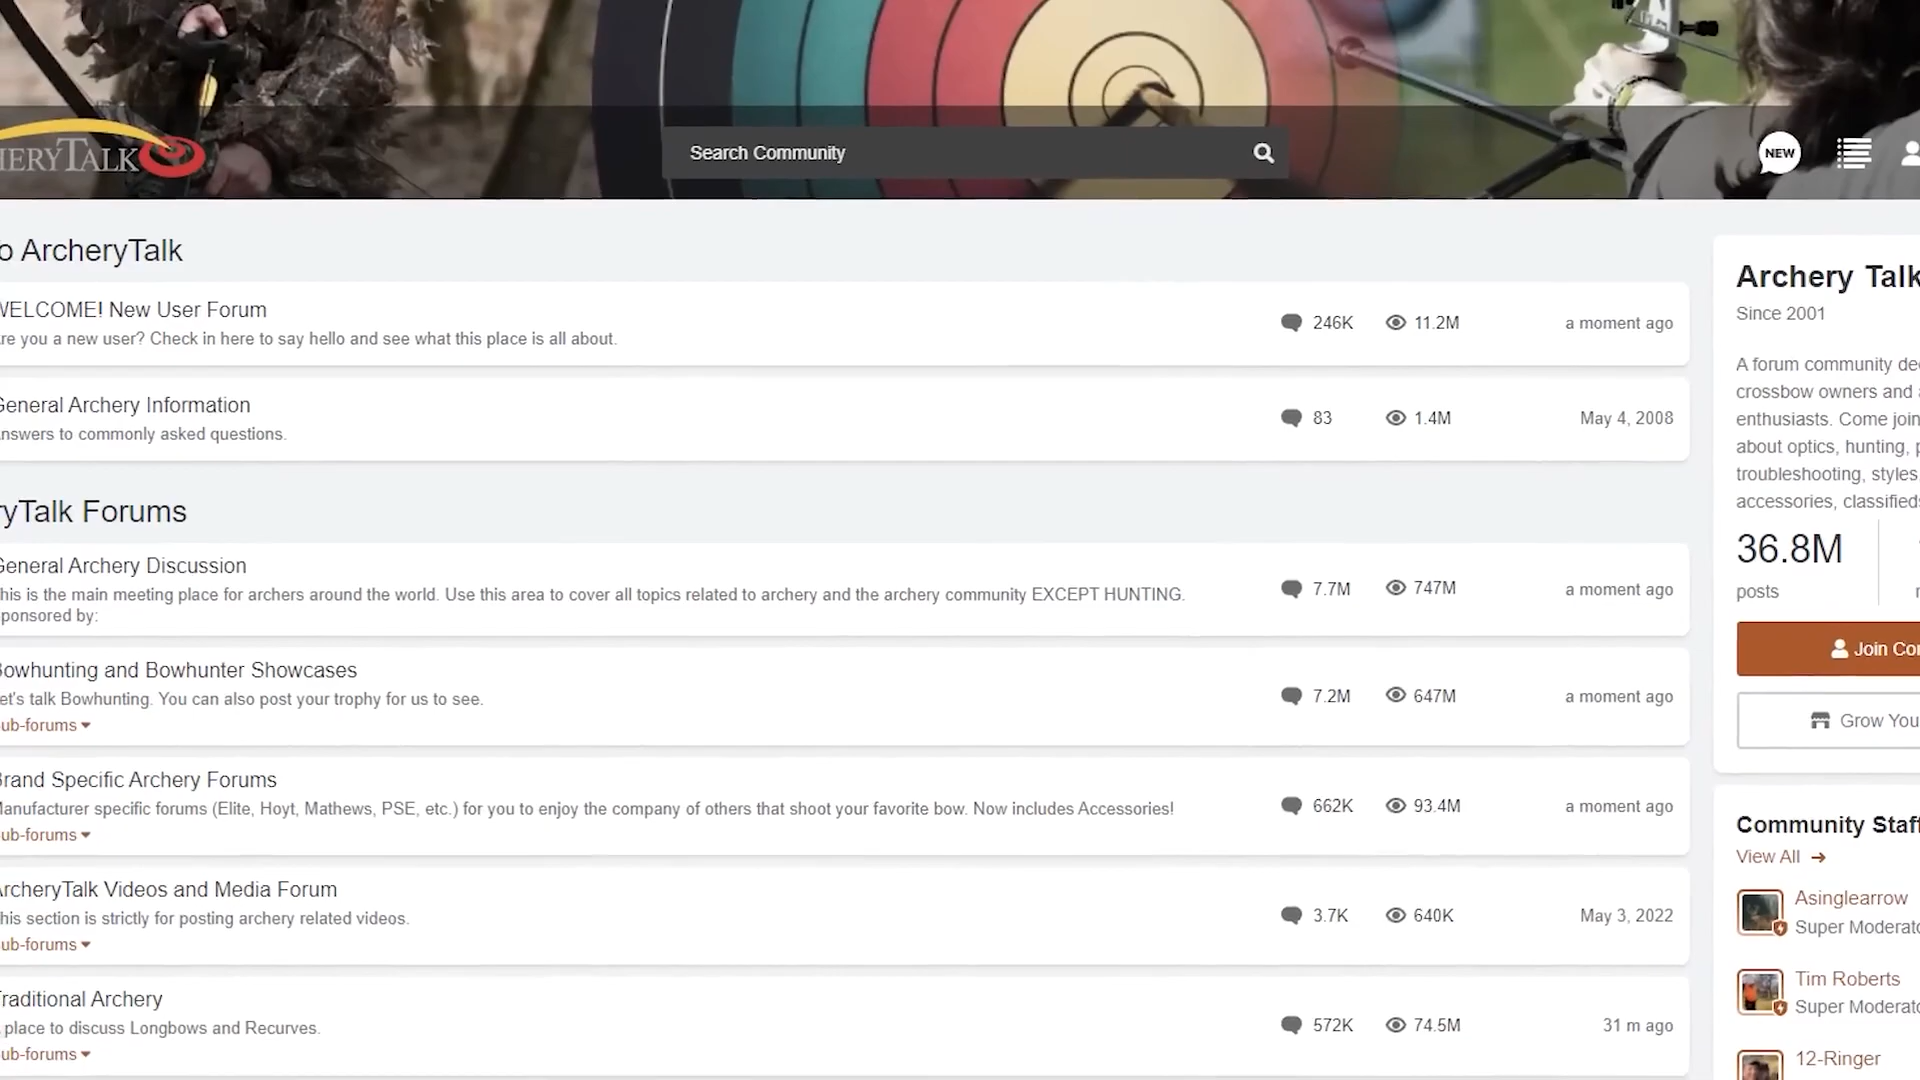 NEW
ERYTALK
Search Community
o ArcheryTalk
WELCOME! New User Forum
re you a new user? Check in here to say hello and see what this place is all about.
246K 11.2M a moment ago
General Archery Information
nswers to commonly asked questions.
83 1.4M May 4, 2008
ryTalk Forums
General Archery Discussion
his is the main meeting place for archers around the world. Use this area to cover all topics related to archery and the archery community EXCEPT HUNTING.
ponsored by:
7.7M 747M a moment ago
Bowhunting and Bowhunter Showcases
et's talk Bowhunting. You can also post your trophy for us to see.
ub-forums
7.2M 647M a moment ago
Brand Specific Archery Forums
Manufacturer specific forums (Elite, Hoyt, Mathews, PSE, etc.) for you to enjoy the company of others that shoot your favorite bow. Now includes Accessories!
ub-forums
662K 93.4M a moment ago
ArcheryTalk Videos and Media Forum
his section is strictly for posting archery related videos.
ub-forums
3.7K 640K May 3, 2022
Traditional Archery
place to discuss Longbows and Recurves.
ub-forums
572K 74.5M 31 m ago
Archery Talk
Since 2001
A forum community de
crossbow owners and a
enthusiasts. Come join
about optics, hunting, p
troubleshooting, styles,
accessories, classifieds
36.8M
posts
Join Co
Grow You
Community Staff
View All
Asinglearrow
Super Moderato
Tim Roberts
Super Moderato
12-Ringer